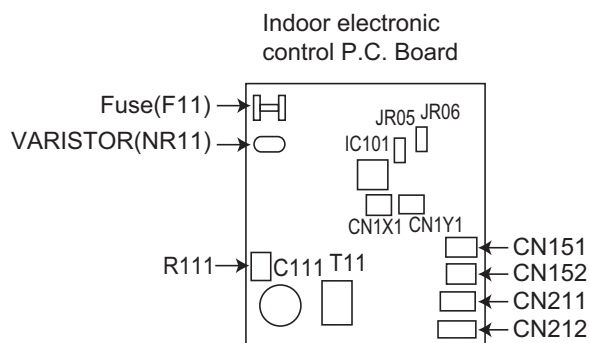 Indoor electronic
control P.C. Board
Fuse(F11)
JR05 JR06
VARISTOR(NR11)
IC101
CN1X1 CN1Y1
CN151
R111 C111 T11
CN152
CN211
CN212